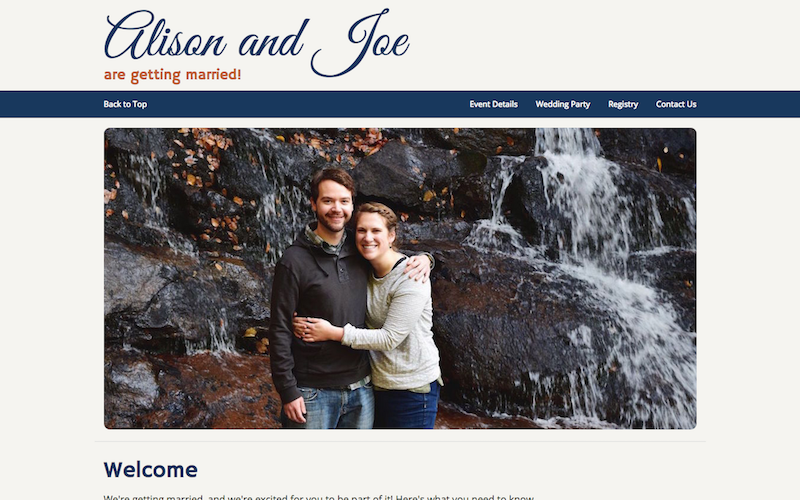 Alison and Joe
are getting married!
Back to Top
Event Details
Wedding Party
Registry
Contact Us
Welcome
We're getting married, and we're excited for you to be part of it! Here's what you need to know